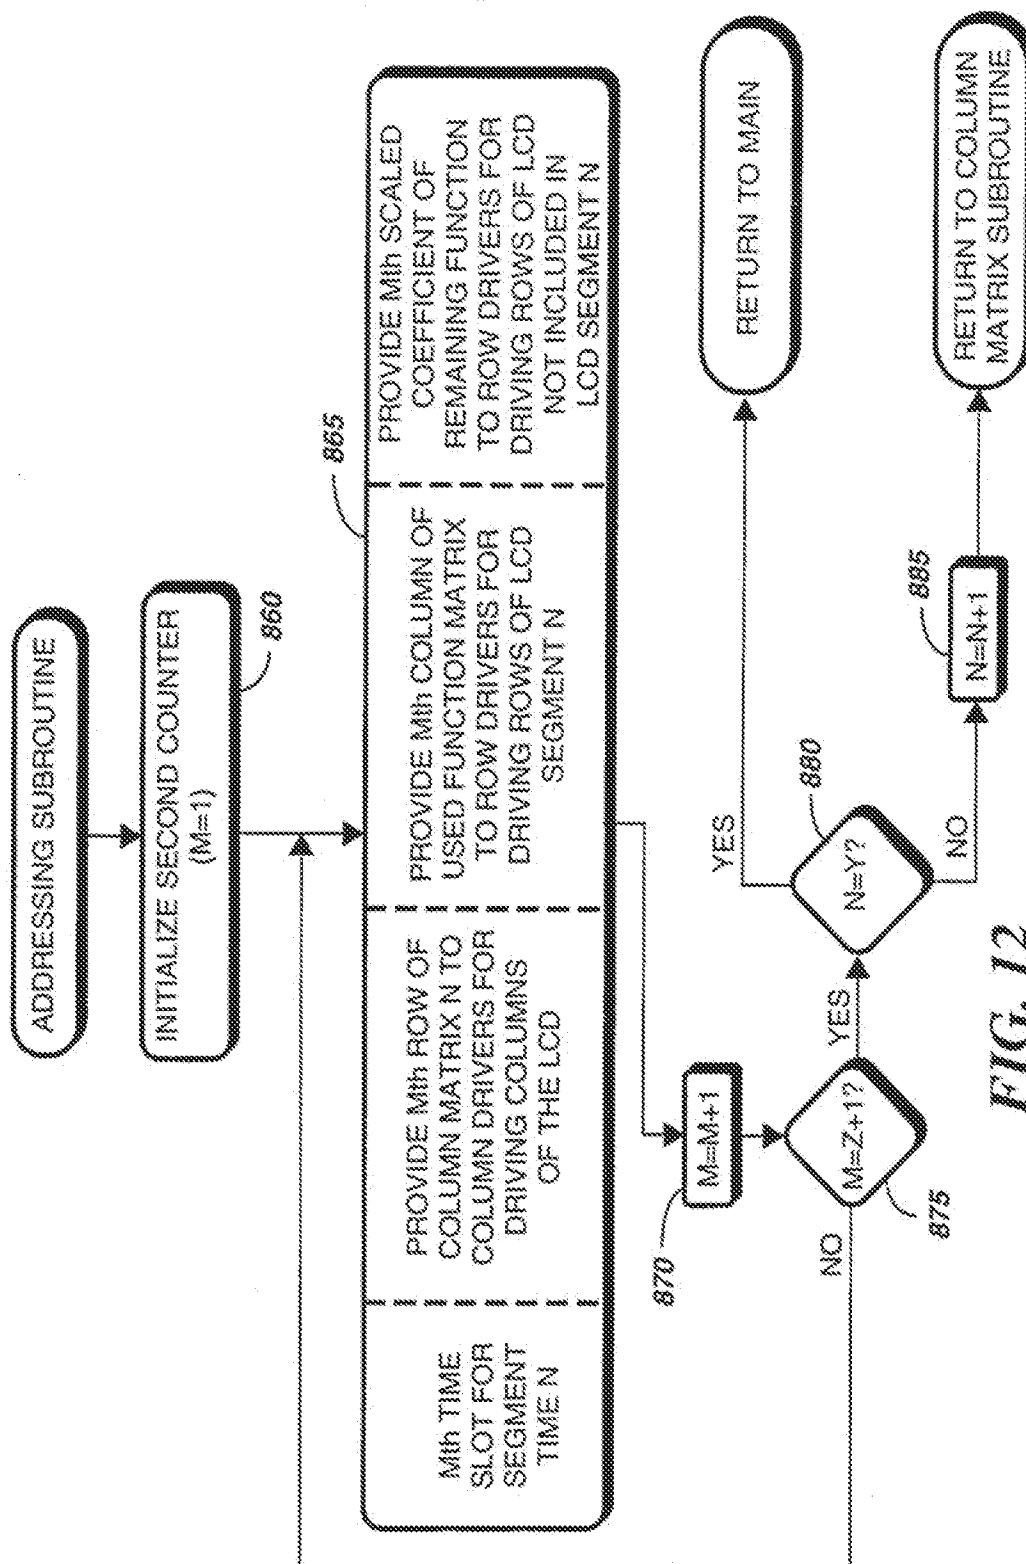 ADDRESSING SUBROUTINE
INITIALIZE SECOND COUNTER
(M=1)
860
865
Mth TIME
SLOT FOR
SEGMENT
TIME N
PROVIDE Mth ROW OF
COLUMN MATRIX N TO
COLUMN DRIVERS FOR
DRIVING COLUMNS
OF THE LCD
PROVIDE Mth COLUMN OF
USED FUNCTION MATRIX
TO ROW DRIVERS FOR
DRIVING ROWS OF LCD
SEGMENT N
PROVIDE Mth SCALED
COEFFICIENT OF
REMAINING FUNCTION
TO ROW DRIVERS FOR
DRIVING ROWS OF LCD
NOT INCLUDED IN
LCD SEGMENT N
870
M=M+1
NO
M=Z+1?
875
YES
N=Y?
880
YES
RETURN TO MAIN
NO
885
N=N+1
RETURN TO COLUMN
MATRIX SUBROUTINE
FIG. 12